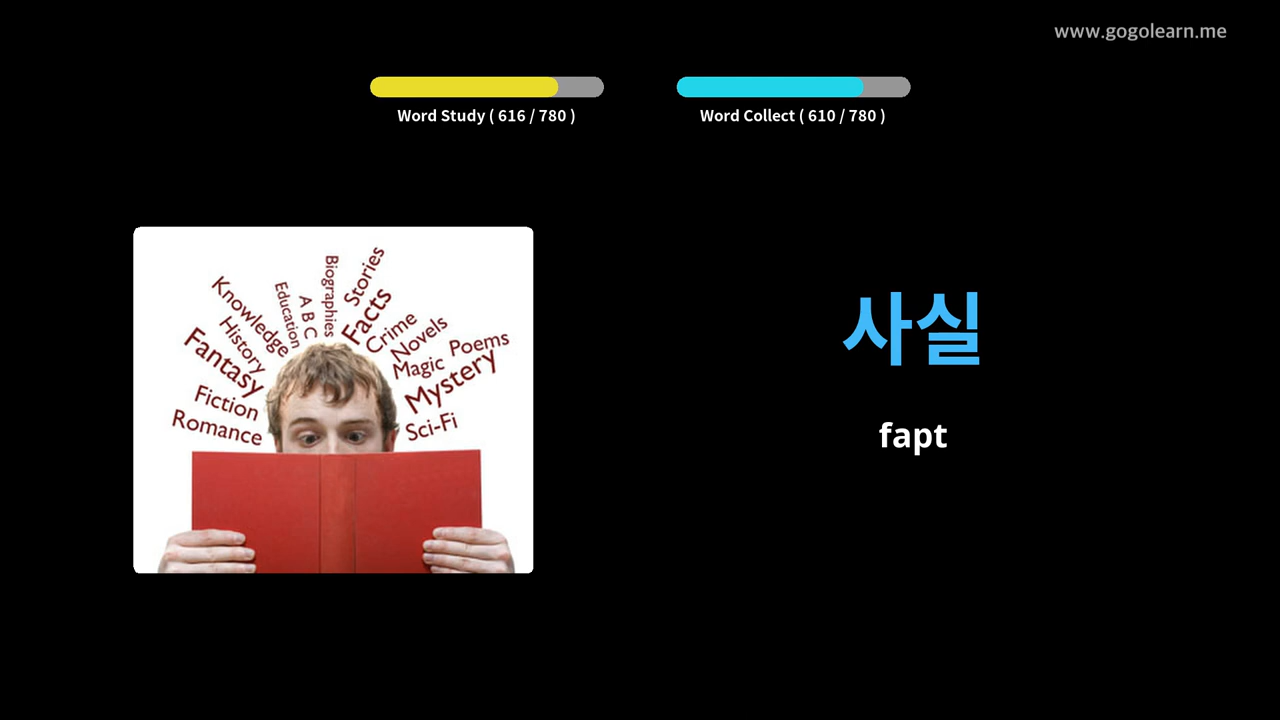 www.gogolearn.me
Word Study ( 616 / 780 )
Word Collect ( 610 / 780 )
Biographies
Stories
Education
A B C
Facts
Knowledge
Crime
History
Novels
Poems
Fantasy
Magic
Mystery
Fiction
Romance
Sci-Fi
사실
fapt